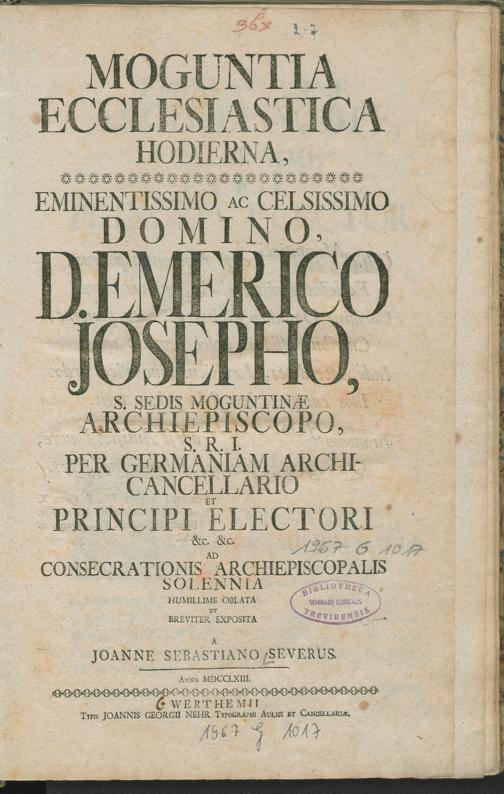 36x 2-7
MOGUNTIA
ECCLESIASTICA
HODIERNA,
EMINENTISSIMO AC CELSISSIMO
DOMINO,
D. EMERICO
JOSEPHO,
S. SEDIS MOGUNTINÆ
ARCHIEPISCOPO,
S. R. I.
PER GERMANIAM ARCHI-
CANCELLARIO
ET
PRINCIPI ELECTORI
&c. &c.
1967 G 1017
AD
CONSECRATIONIS ARCHIEPISCOPALIS
SOLENNIA
HUMILLIME OBLATA
ET
BREVITER EXPOSITA
BIBLIOTHECA
SEMINARII CLERICALIS
TREVIRENSIS
A
JOANNE SEBASTIANO SEVERUS.
ANNO MDCCLXIII.
WERTHEMII
TYPIS JOANNIS GEORGII NEHR TYPOGRAPHI AULICI ET CANCELLARIÆ.
1967 G 1017